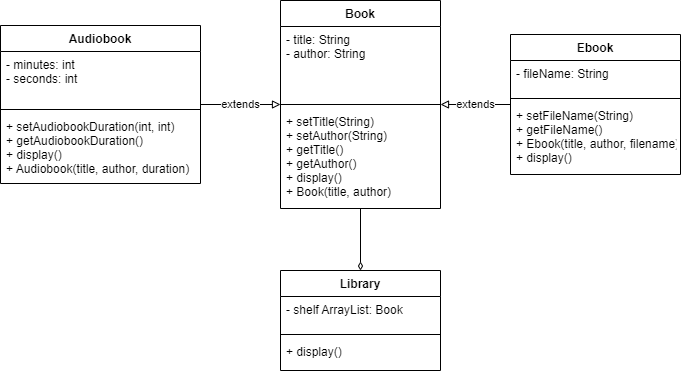 Audiobook
- minutes: int
- seconds: int
+ setAudiobookDuration(int, int)
+ getAudiobookDuration()
+ display()
+ Audiobook(title, author, duration)
extends
Book
- title: String
- author: String
+ setTitle(String)
+ setAuthor(String)
+ getTitle()
+ getAuthor()
+ display()
+ Book(title, author)
extends
Ebook
- fileName: String
+ setFileName(String)
+ getFileName()
+ Ebook(title, author, filename)
+ display()
Library
- shelf ArrayList: Book
+ display()